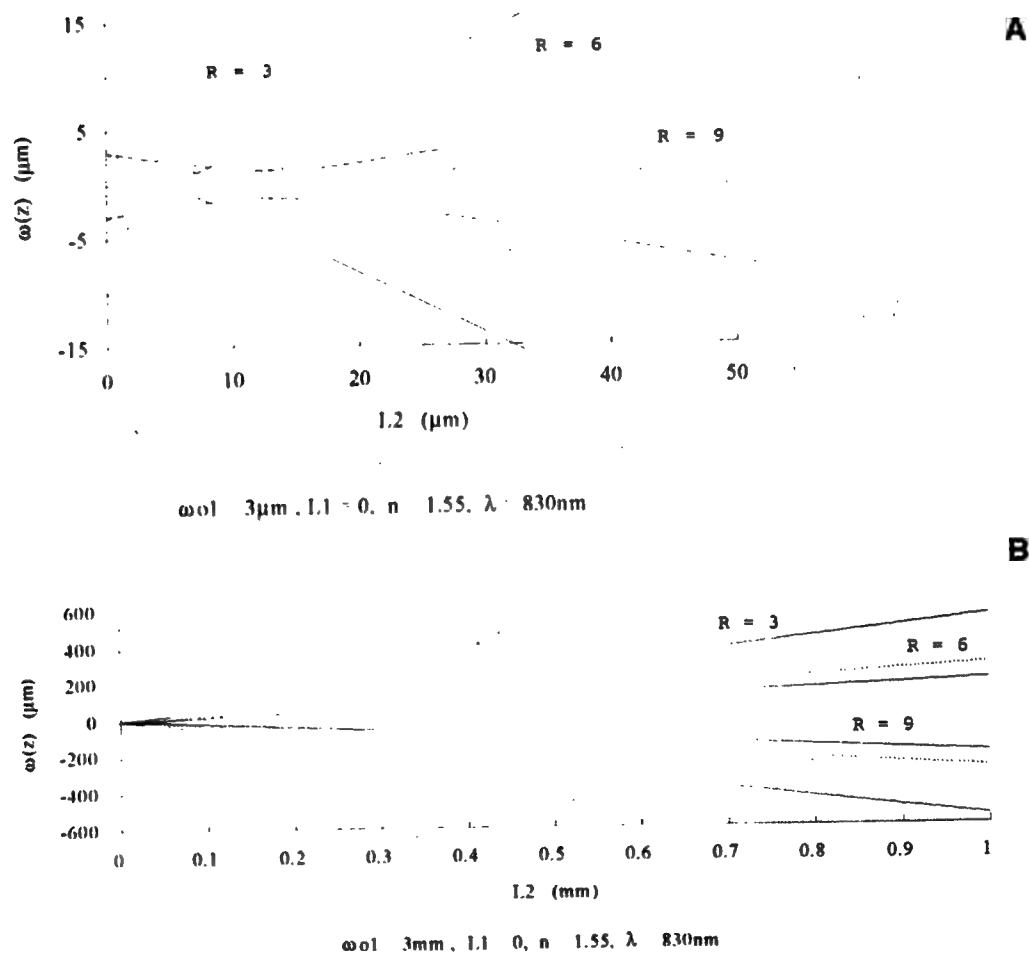 A
15
R = 3
R = 6
5
R = 9
ω(z) (μm)
-5
-15
0 10 20 30 40 50
L2 (μm)
ωo1 3μm , L1 = 0, n 1.55, λ 830nm
B
600
R = 3
400
R = 6
200
ω(z) (μm)
0
R = 9
-200
-400
-600
0 0.1 0.2 0.3 0.4 0.5 0.6 0.7 0.8 0.9 1
L2 (mm)
ωo1 3mm , L1 0, n 1.55, λ 830nm